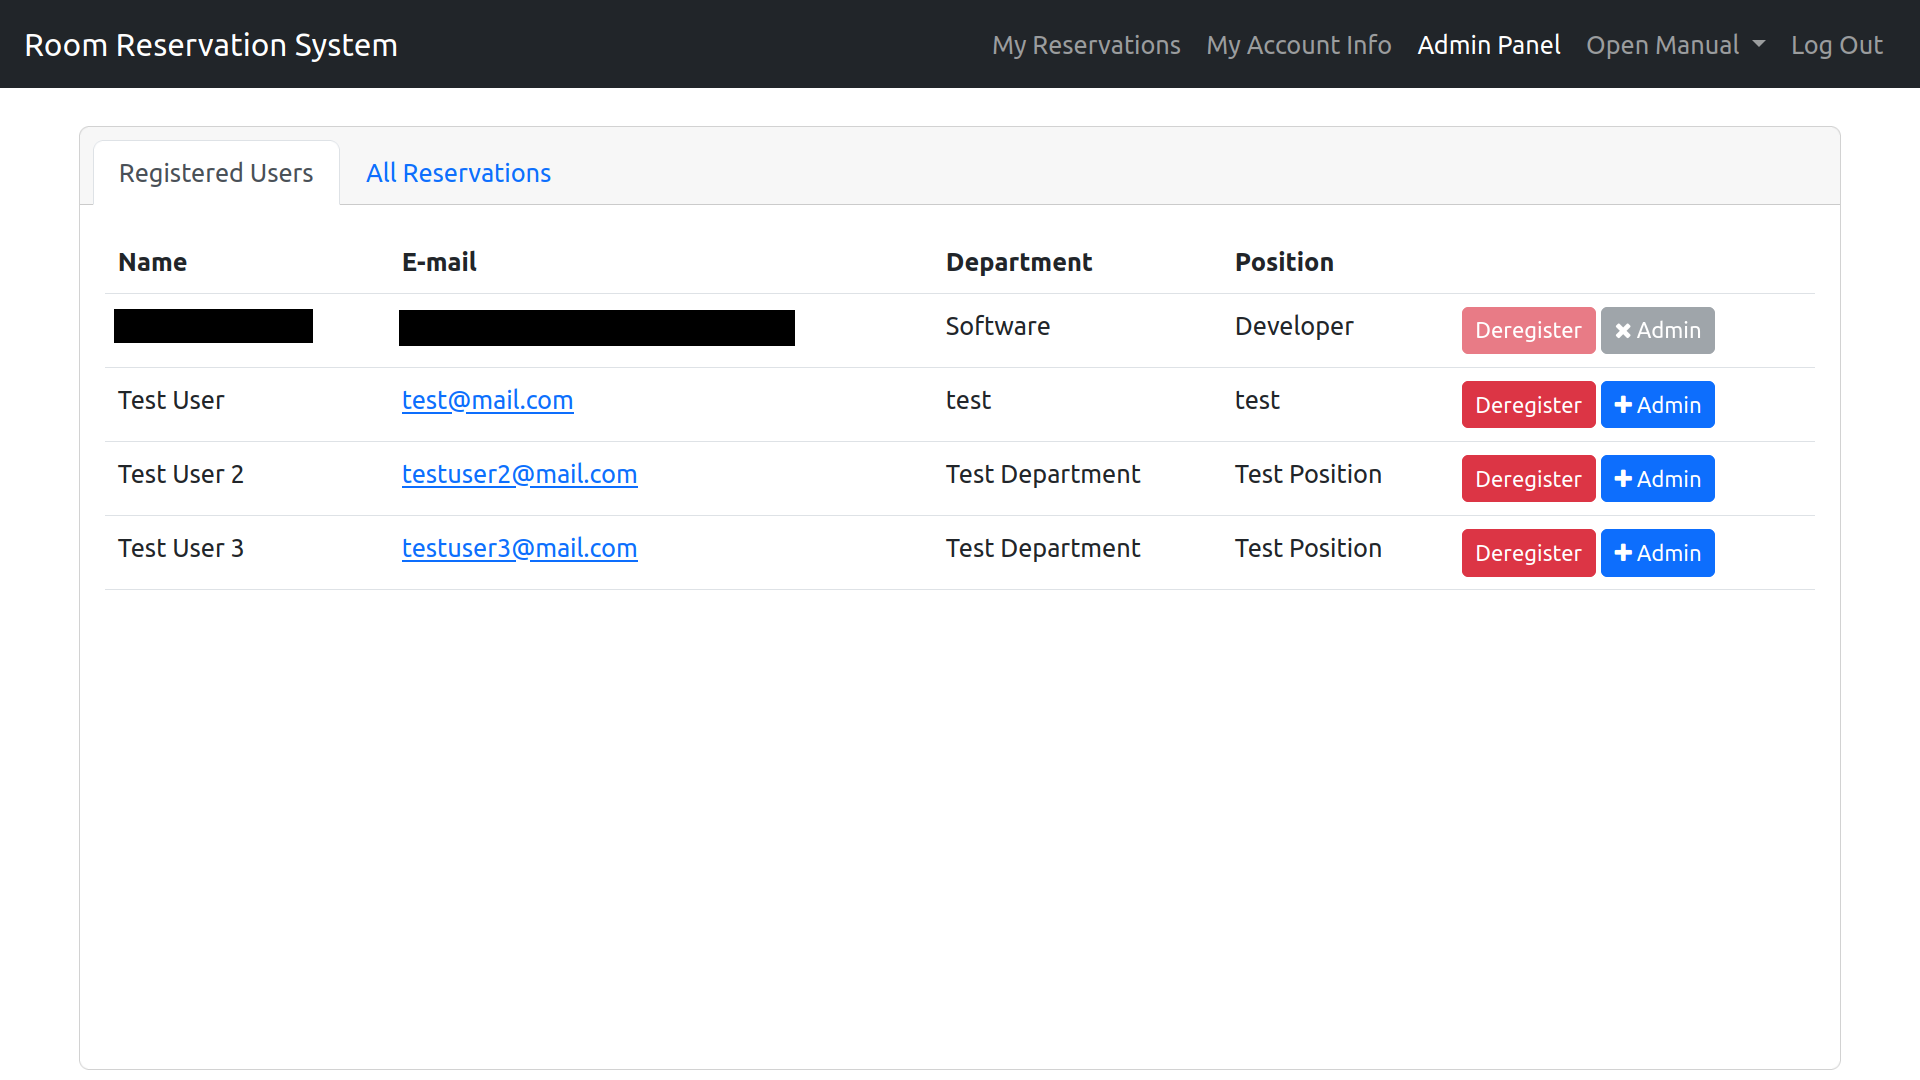 Room Reservation System My Reservations My Account Info Admin Panel Open Manual Log Out
Registered Users All Reservations
Name E-mail Department Position
Software Developer Deregister Admin
Test User test@mail.com test test Deregister Admin
Test User 2 testuser2@mail.com Test Department Test Position Deregister Admin
Test User 3 testuser3@mail.com Test Department Test Position Deregister Admin